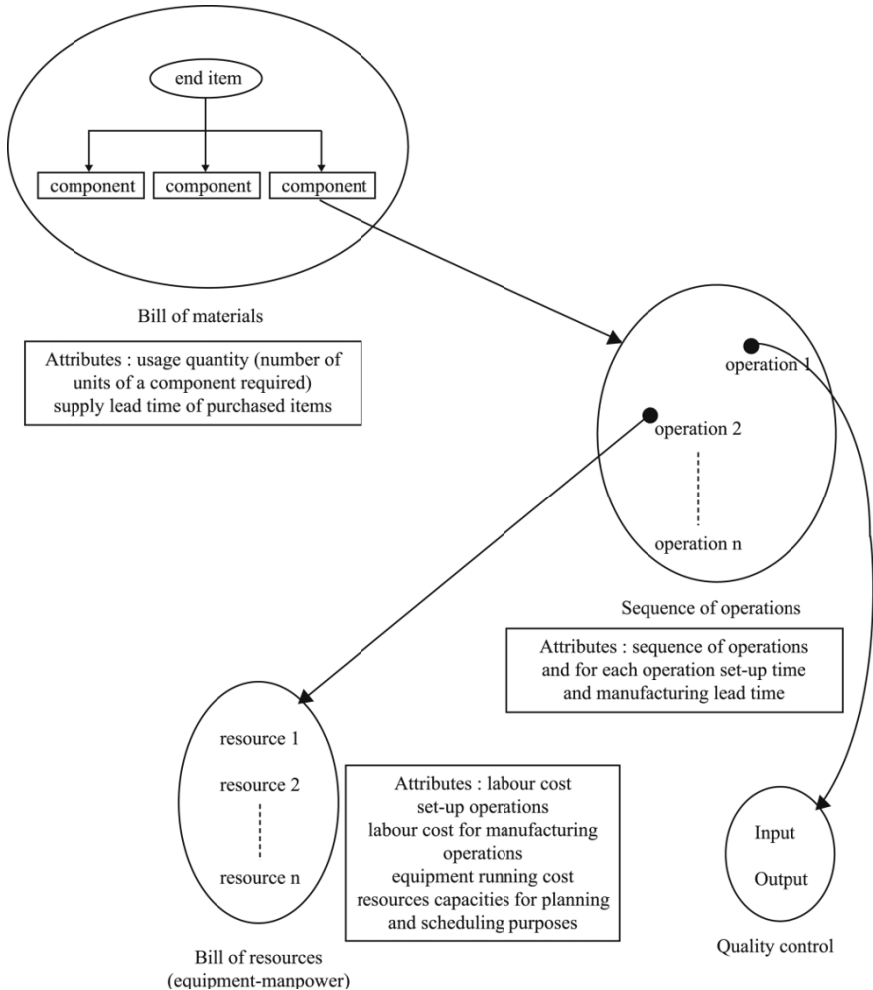 end item
component
component
component
Bill of materials
Attributes : usage quantity (number of
units of a component required)
supply lead time of purchased items
operation 1
operation 2
operation n
Sequence of operations
Attributes : sequence of operations
and for each operation set-up time
and manufacturing lead time
resource 1
resource 2
resource n
Bill of resources
(equipment-manpower)
Attributes : labour cost
set-up operations
labour cost for manufacturing
operations
equipment running cost
resources capacities for planning
and scheduling purposes
Input
Output
Quality control